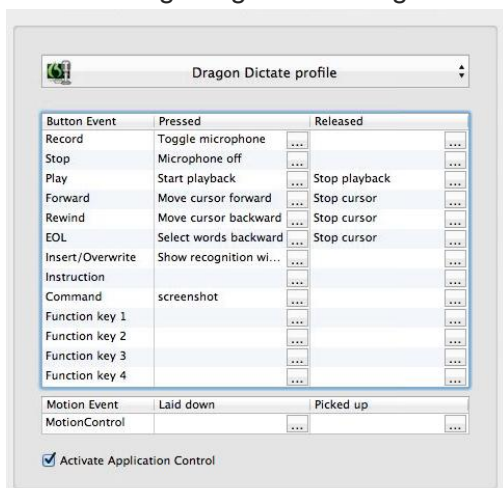 Dragon Dictate profile
Button Event Pressed Released
Record Toggle microphone ...
Stop Microphone off ...
Play Start playback ... Stop playback ...
Forward Move cursor forward ... Stop cursor ...
Rewind Move cursor backward ... Stop cursor ...
EOL Select words backward ... Stop cursor ...
Insert/Overwrite Show recognition wi... ... ...
Instruction ... ...
Command screenshot ... ...
Function key 1 ... ...
Function key 2 ... ...
Function key 3 ... ...
Function key 4 ... ...
Motion Event Laid down Picked up
MotionControl ... ...
Activate Application Control